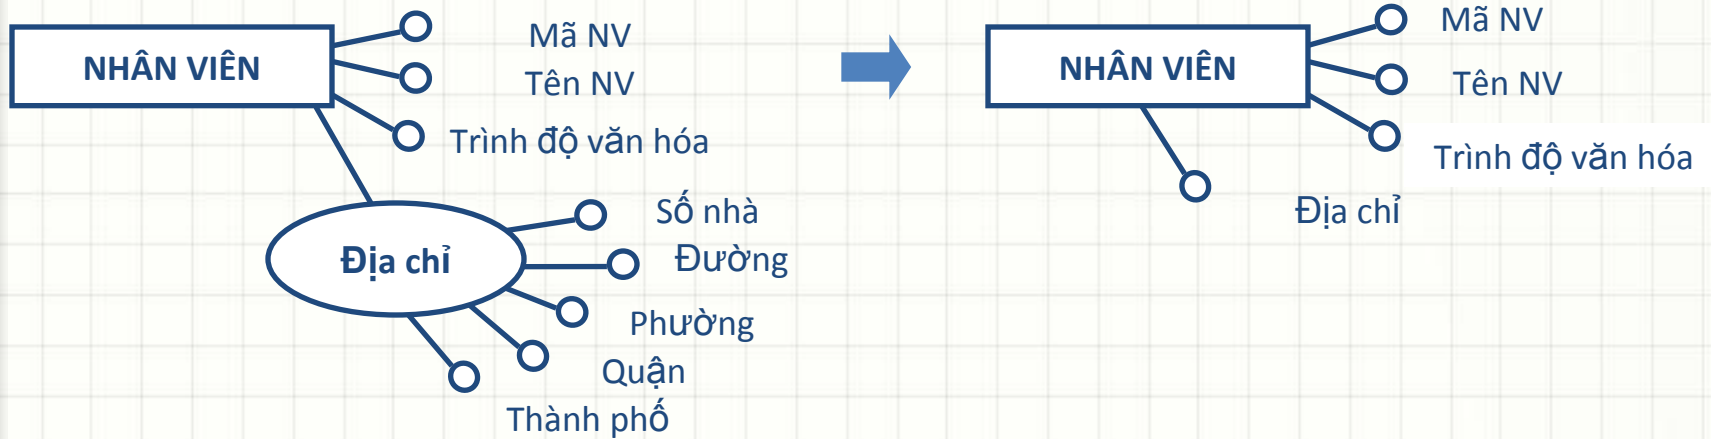 NHÂN VIÊN
Mã NV
Tên NV
Trình độ văn hóa
Địa chỉ
Số nhà
Đường
Phường
Quận
Thành phố
NHÂN VIÊN
Mã NV
Tên NV
Trình độ văn hóa
Địa chỉ